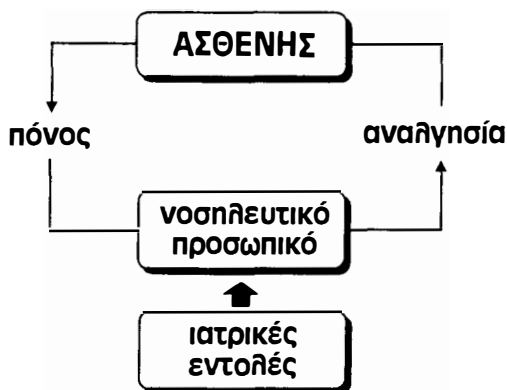 ΑΣΘΕΝΗΣ
πόνος
αναλγησία
νοσηλευτικό
προσωπικό
ιατρικές
εντολές